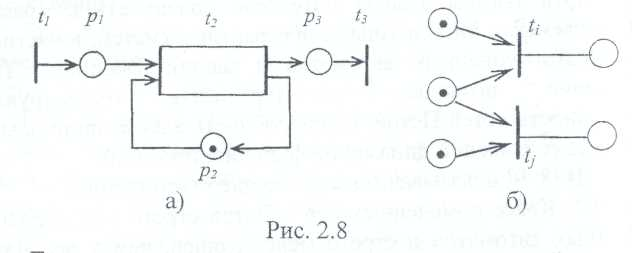 t₁ p₁ t₂ p₃ t₃
p₂
tᵢ
tⱼ
а) б)
Рис. 2.8